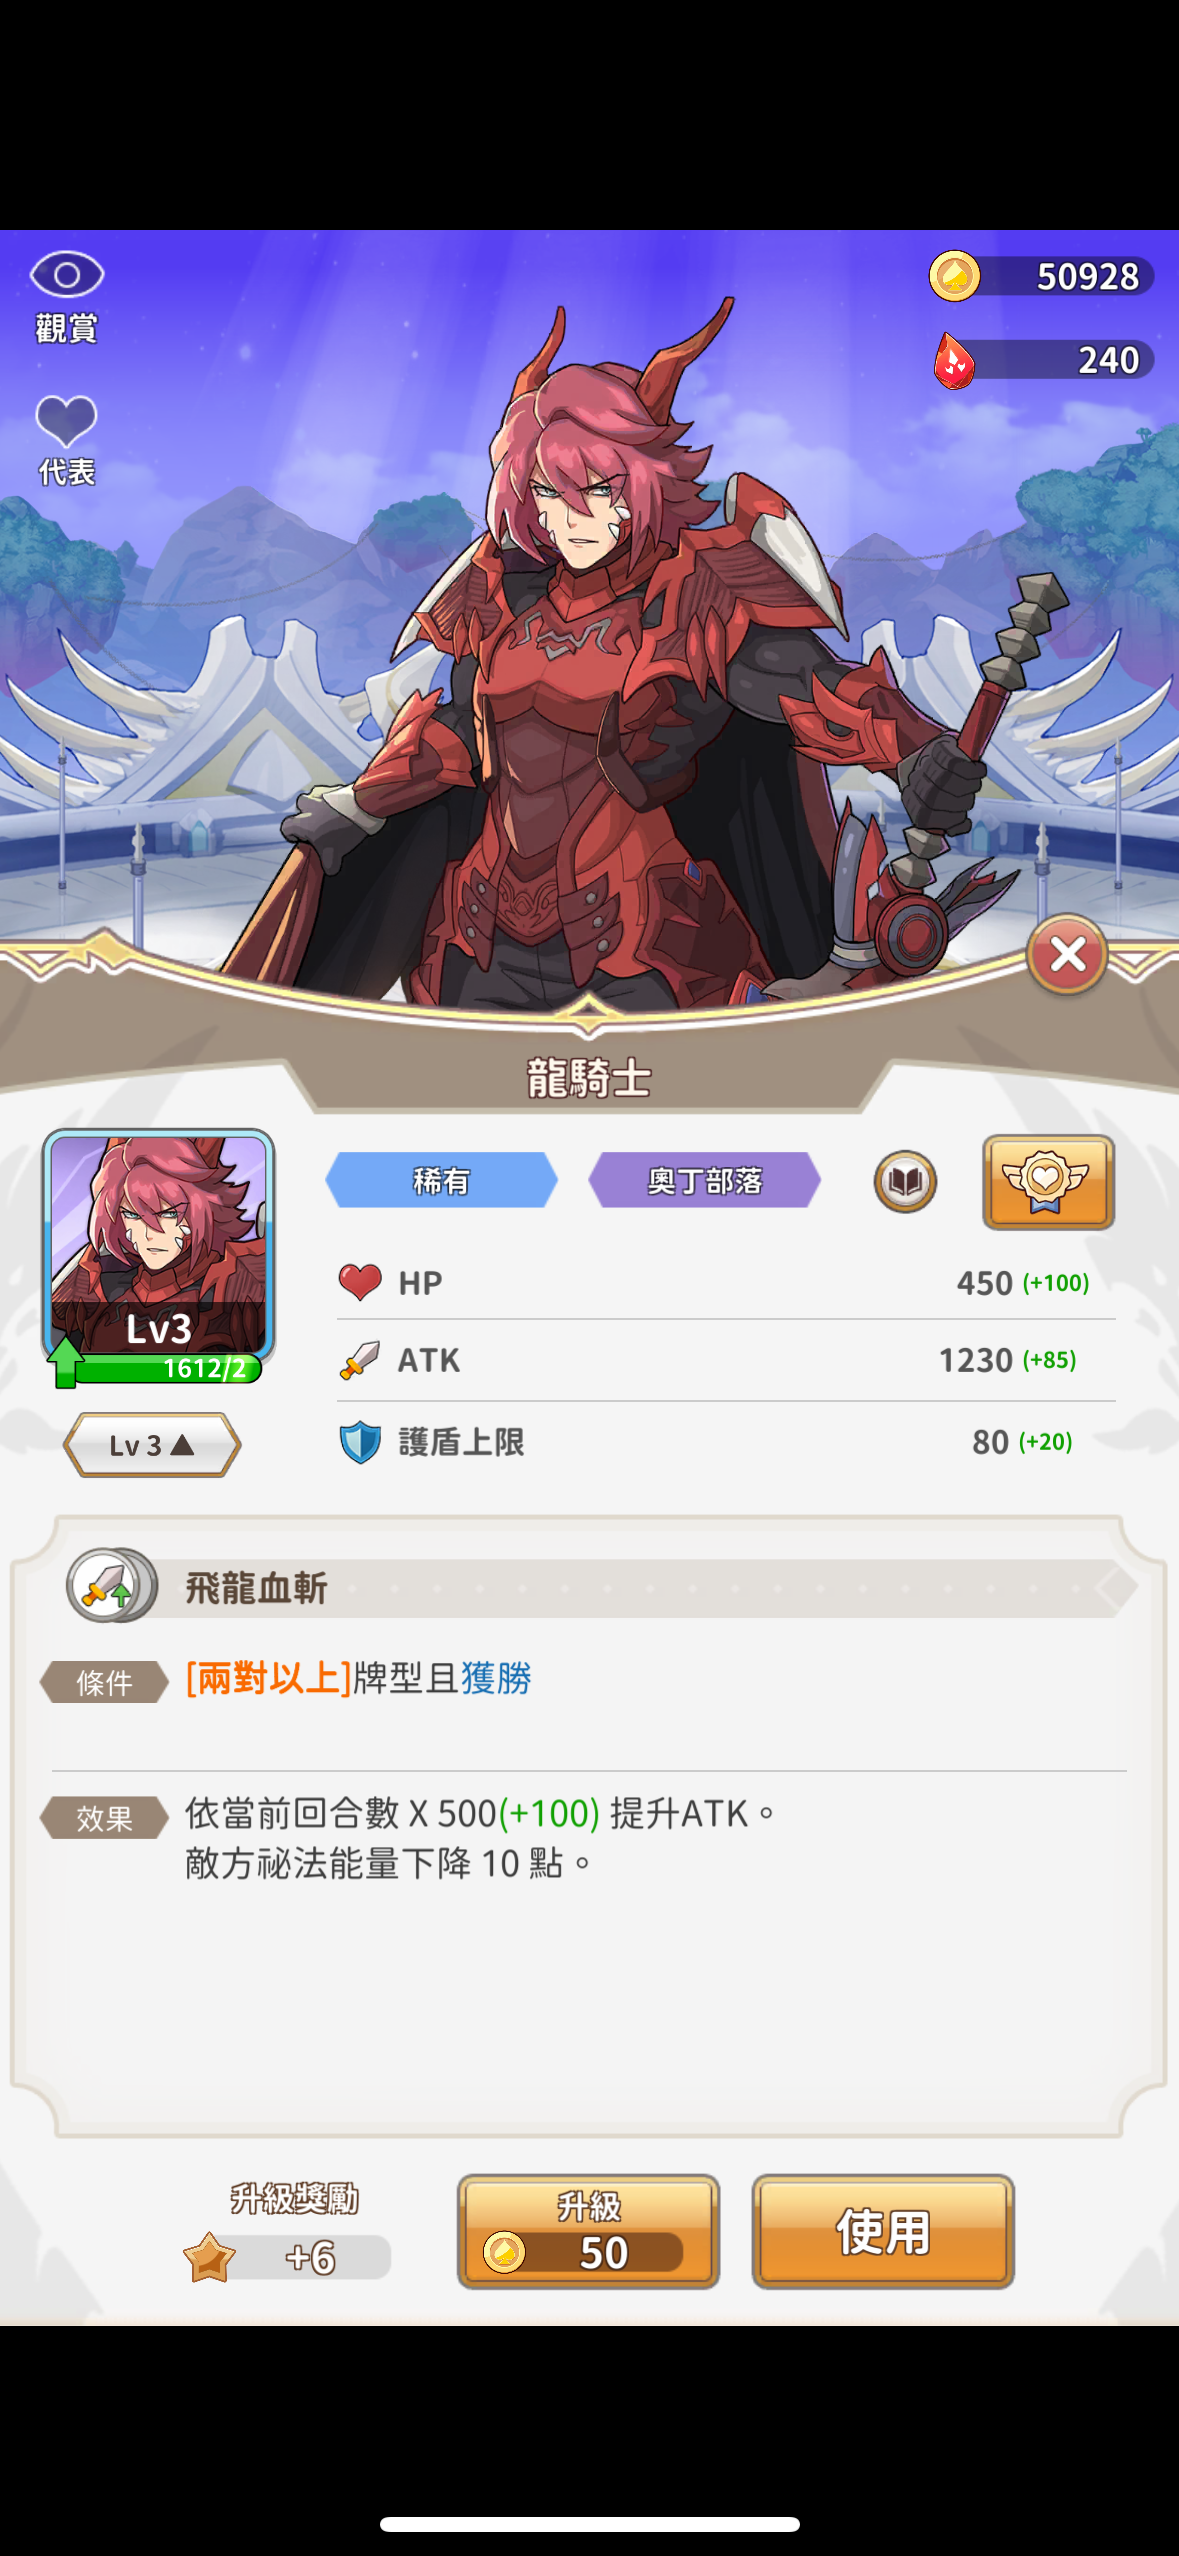 觀賞
50928
240
代表
龍騎士
稀有
奧丁部落
Lv3
1612/2
Lv 3 ▲
HP
450 (+100)
ATK
1230 (+85)
護盾上限
80 (+20)
飛龍血斬
條件
[兩對以上]牌型且獲勝
效果
依當前回合數 X 500(+100) 提升ATK。
敵方祕法能量下降 10 點。
升級獎勵
+6
升級
50
使用